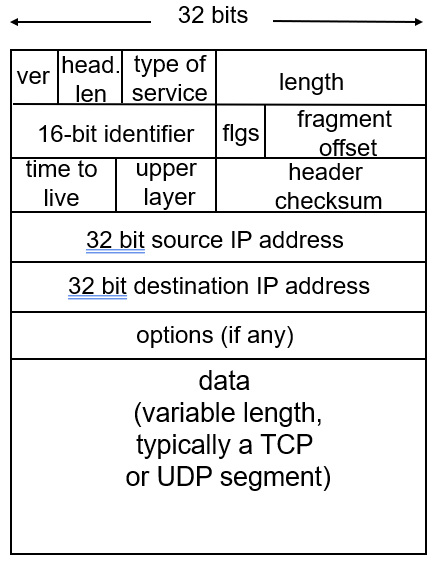 32 bits
ver
head.
len
type of
service
length
16-bit identifier
flgs
fragment
offset
time to
live
upper
layer
header
checksum
32 bit source IP address
32 bit destination IP address
options (if any)
data
(variable length,
typically a TCP
or UDP segment)